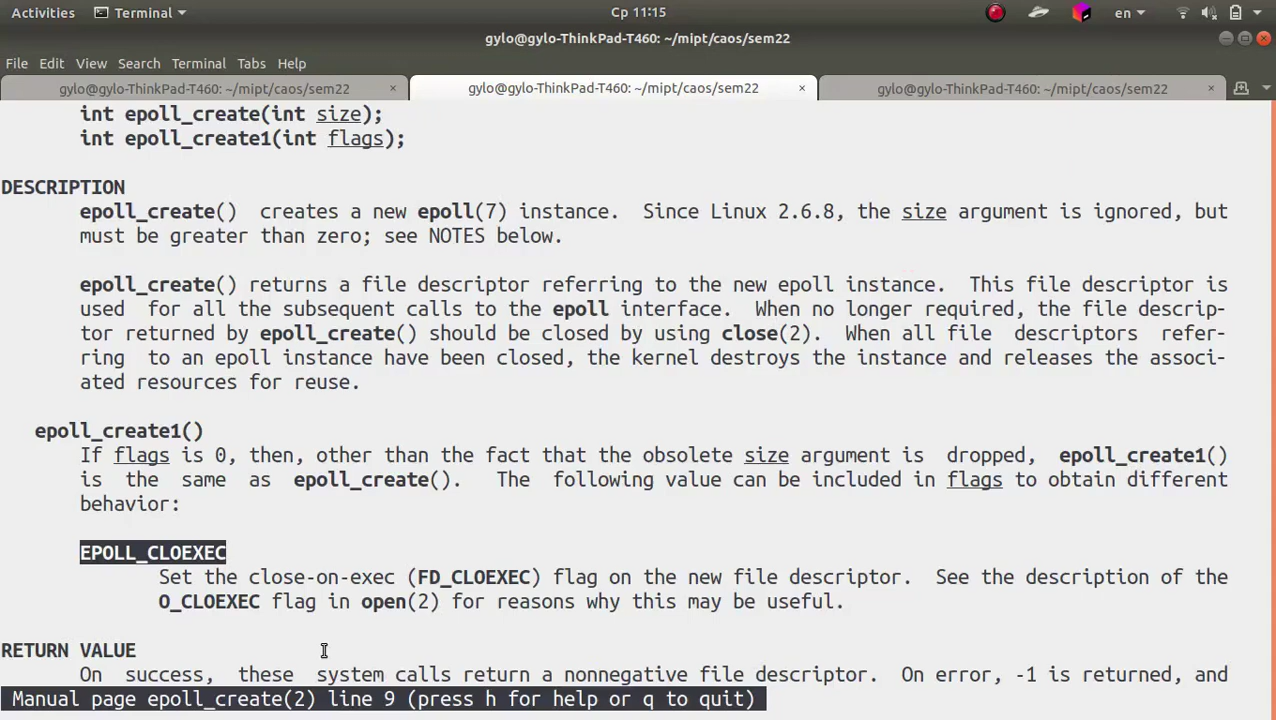 Activities Terminal Ср 11:15 en
gylo@gylo-ThinkPad-T460: ~/mipt/caos/sem22
File Edit View Search Terminal Tabs Help
gylo@gylo-ThinkPad-T460: ~/mipt/caos/sem22 × gylo@gylo-ThinkPad-T460: ~/mipt/caos/sem22 × gylo@gylo-ThinkPad-T460: ~/mipt/caos/sem22 ×
int epoll_create(int size);
int epoll_create1(int flags);
DESCRIPTION
epoll_create() creates a new epoll(7) instance. Since Linux 2.6.8, the size argument is ignored, but
must be greater than zero; see NOTES below.
epoll_create() returns a file descriptor referring to the new epoll instance. This file descriptor is
used for all the subsequent calls to the epoll interface. When no longer required, the file descrip-
tor returned by epoll_create() should be closed by using close(2). When all file descriptors refer-
ring to an epoll instance have been closed, the kernel destroys the instance and releases the associ-
ated resources for reuse.
epoll_create1()
If flags is 0, then, other than the fact that the obsolete size argument is dropped, epoll_create1()
is the same as epoll_create(). The following value can be included in flags to obtain different
behavior:
EPOLL_CLOEXEC
Set the close-on-exec (FD_CLOEXEC) flag on the new file descriptor. See the description of the
O_CLOEXEC flag in open(2) for reasons why this may be useful.
RETURN VALUE
On success, these system calls return a nonnegative file descriptor. On error, -1 is returned, and
Manual page epoll_create(2) line 9 (press h for help or q to quit)